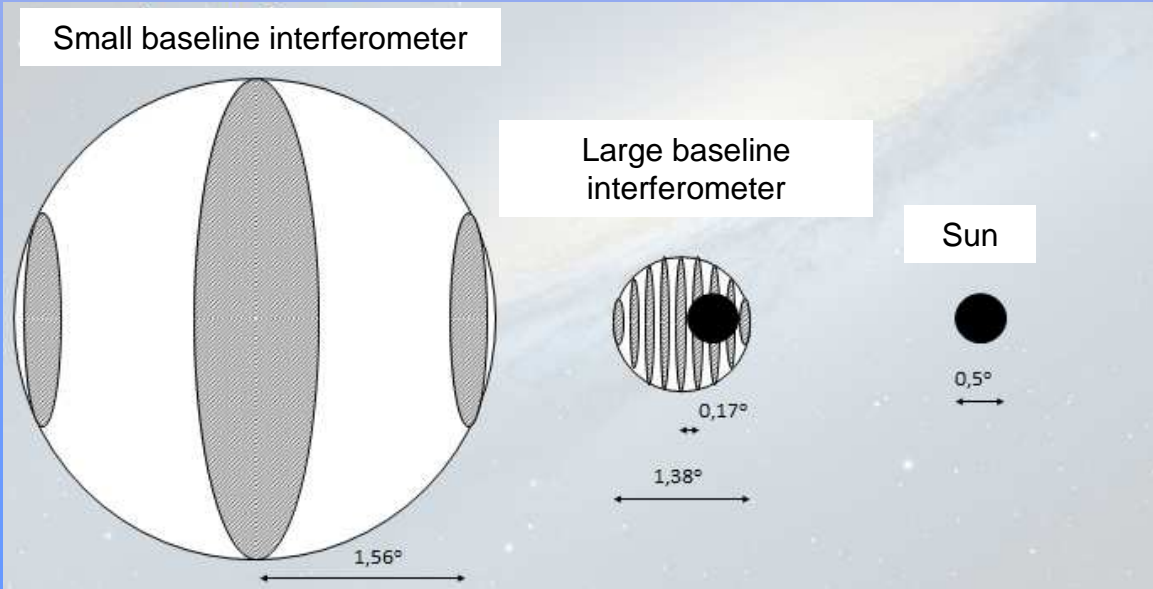 Small baseline interferometer
Large baseline
interferometer
Sun
0,5°
0,17°
1,38°
1,56°